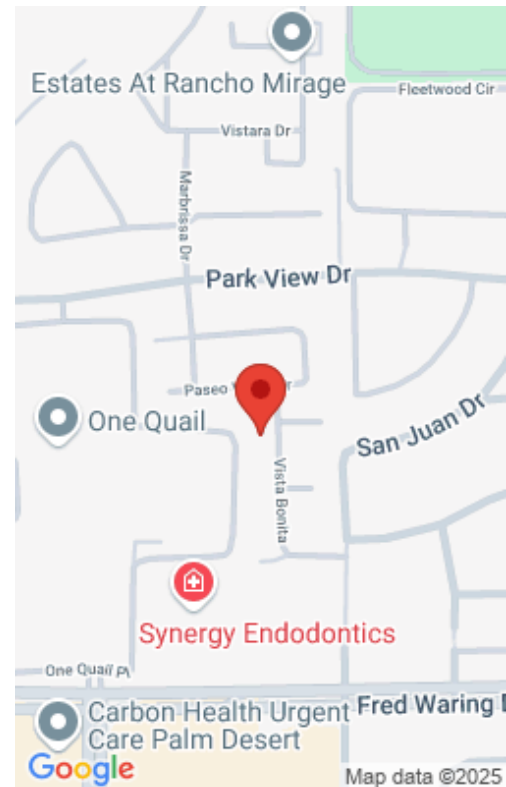 Estates At Rancho Mirage
Fleetwood Cir
Vistara Dr
Marbrissa Dr
Park View Dr
Paseo
One Quail
San Juan Dr
Vista Bonita
Synergy Endodontics
One Quail Pl
Fred Waring
Carbon Health Urgent
Care Palm Desert
Google
Map data ©2025